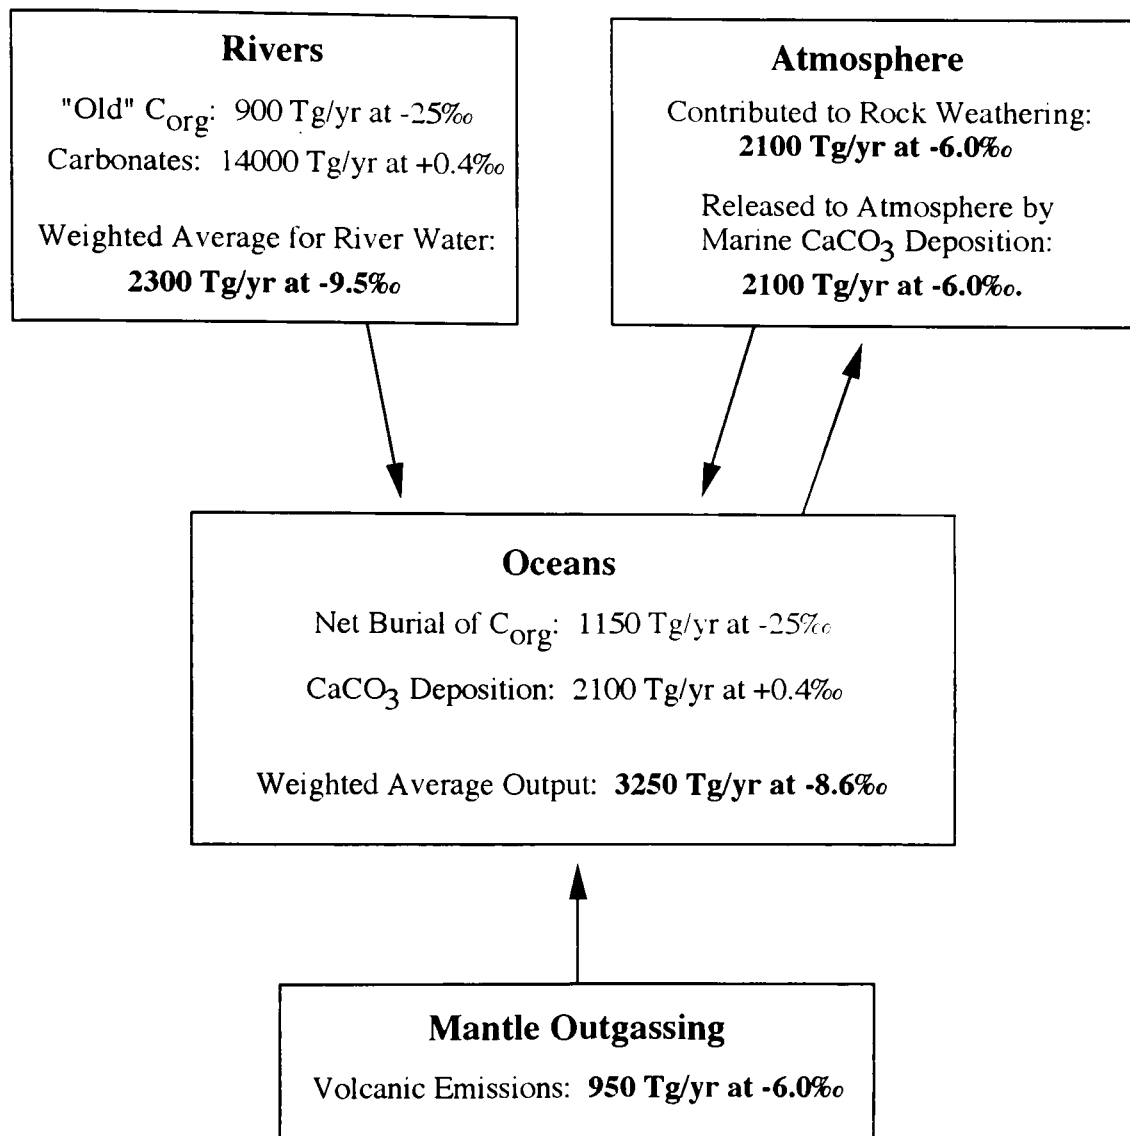 Rivers
"Old" Corg: 900 Tg/yr at -25‰
Carbonates: 14000 Tg/yr at +0.4‰
Weighted Average for River Water:
2300 Tg/yr at -9.5‰
Atmosphere
Contributed to Rock Weathering:
2100 Tg/yr at -6.0‰
Released to Atmosphere by
Marine CaCO3 Deposition:
2100 Tg/yr at -6.0‰.
Oceans
Net Burial of Corg: 1150 Tg/yr at -25‰
CaCO3 Deposition: 2100 Tg/yr at +0.4‰
Weighted Average Output: 3250 Tg/yr at -8.6‰
Mantle Outgassing
Volcanic Emissions: 950 Tg/yr at -6.0‰